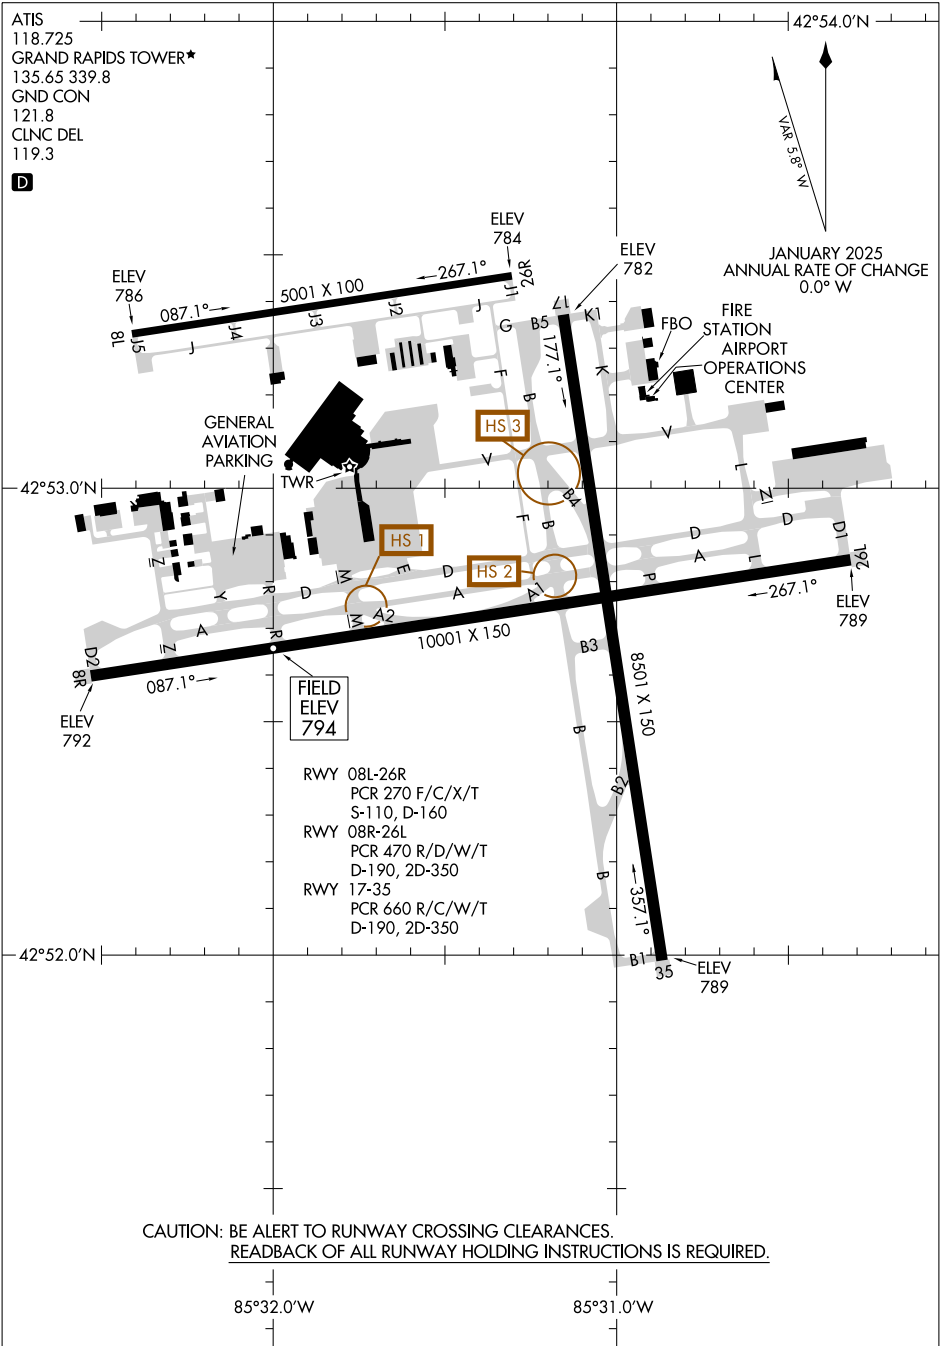 ATIS
118.725
GRAND RAPIDS TOWER★
135.65 339.8
GND CON
121.8
CLNC DEL
119.3
D
42°54.0'N
VAR 5.8° W
JANUARY 2025
ANNUAL RATE OF CHANGE
0.0° W
ELEV
784
ELEV
782
ELEV
786
8L
087.1°
5001 X 100
267.1°
26R
J5
J
J4
J3
J2
J
J1
G
B5
17
K1
177.1°
F
B
K
FBO
FIRE
STATION
AIRPORT
OPERATIONS
CENTER
GENERAL
AVIATION
PARKING
TWR
HS 3
V
V
B4
L
42°53.0'N
HS 1
HS 2
F
B
Z
Y
R
D
M
E
D
A
A1
D
A
P
L
N
D
D1
26L
267.1°
ELEV
789
A
Z
R
M
A2
D2
8R
087.1°
10001 X 150
B3
8501 X 150
ELEV
792
FIELD
ELEV
794
B
B2
B
357.1°
RWY 08L-26R
PCR 270 F/C/X/T
S-110, D-160
RWY 08R-26L
PCR 470 R/D/W/T
D-190, 2D-350
RWY 17-35
PCR 660 R/C/W/T
D-190, 2D-350
42°52.0'N
B1
35
ELEV
789
CAUTION: BE ALERT TO RUNWAY CROSSING CLEARANCES.
READBACK OF ALL RUNWAY HOLDING INSTRUCTIONS IS REQUIRED.
85°32.0'W
85°31.0'W